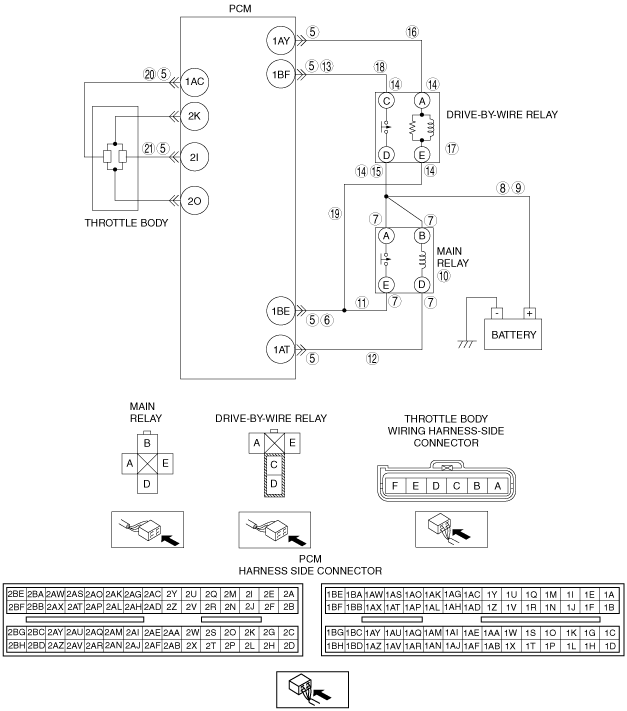 PCM
5 16
1AY
5 13 18
1BF
20 5
1AC
14 14
C A
2K
DRIVE-BY-WIRE RELAY
21 5
2I
D E
17
14 15 14
2O
8 9
THROTTLE BODY
19
7 7
A B
MAIN
RELAY
10
E D
11 7 7
1BE
5 6
- +
BATTERY
1AT
5 12
MAIN
RELAY
DRIVE-BY-WIRE RELAY
THROTTLE BODY
WIRING HARNESS-SIDE
CONNECTOR
B
A E
D
A E
C
D
F E D C B A
PCM
HARNESS SIDE CONNECTOR
2BE 2BA 2AW 2AS 2AO 2AK 2AG 2AC 2Y 2U 2Q 2M 2I 2E 2A
2BF 2BB 2AX 2AT 2AP 2AL 2AH 2AD 2Z 2V 2R 2N 2J 2F 2B
2BG 2BC 2AY 2AU 2AQ 2AM 2AI 2AE 2AA 2W 2S 2O 2K 2G 2C
2BH 2BD 2AZ 2AV 2AR 2AN 2AJ 2AF 2AB 2X 2T 2P 2L 2H 2D
1BE 1BA 1AW 1AS 1AO 1AK 1AG 1AC 1Y 1U 1Q 1M 1I 1E 1A
1BF 1BB 1AX 1AT 1AP 1AL 1AH 1AD 1Z 1V 1R 1N 1J 1F 1B
1BG 1BC 1AY 1AU 1AQ 1AM 1AI 1AE 1AA 1W 1S 1O 1K 1G 1C
1BH 1BD 1AZ 1AV 1AR 1AN 1AJ 1AF 1AB 1X 1T 1P 1L 1H 1D